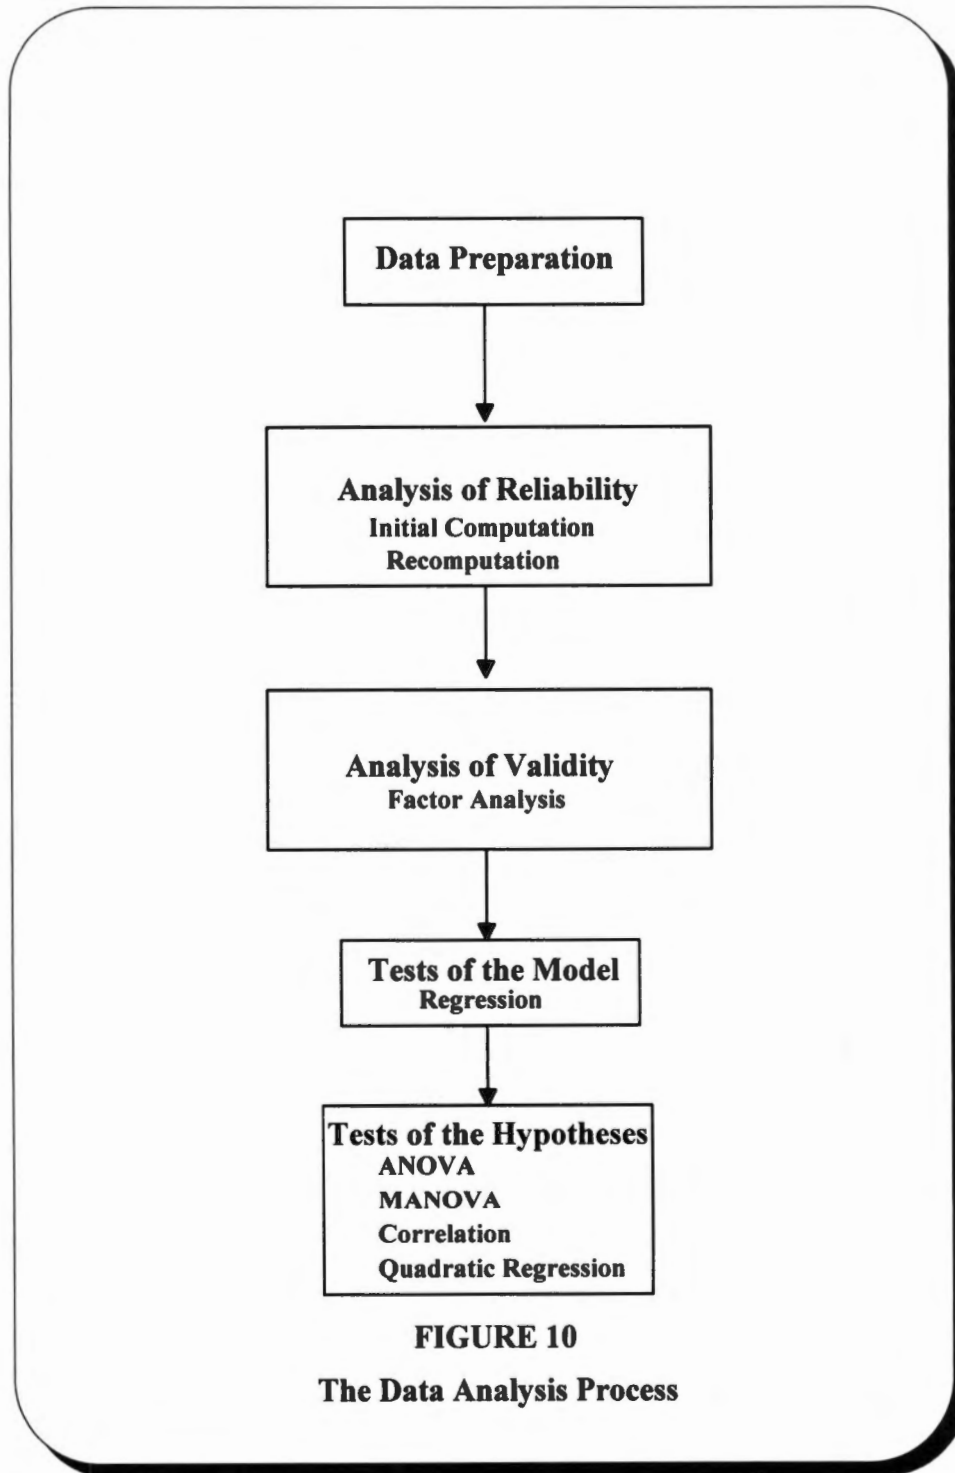 Data Preparation
Analysis of Reliability
Initial Computation
Recomputation
Analysis of Validity
Factor Analysis
Tests of the Model
Regression
Tests of the Hypotheses
ANOVA
MANOVA
Correlation
Quadratic Regression
FIGURE 10
The Data Analysis Process